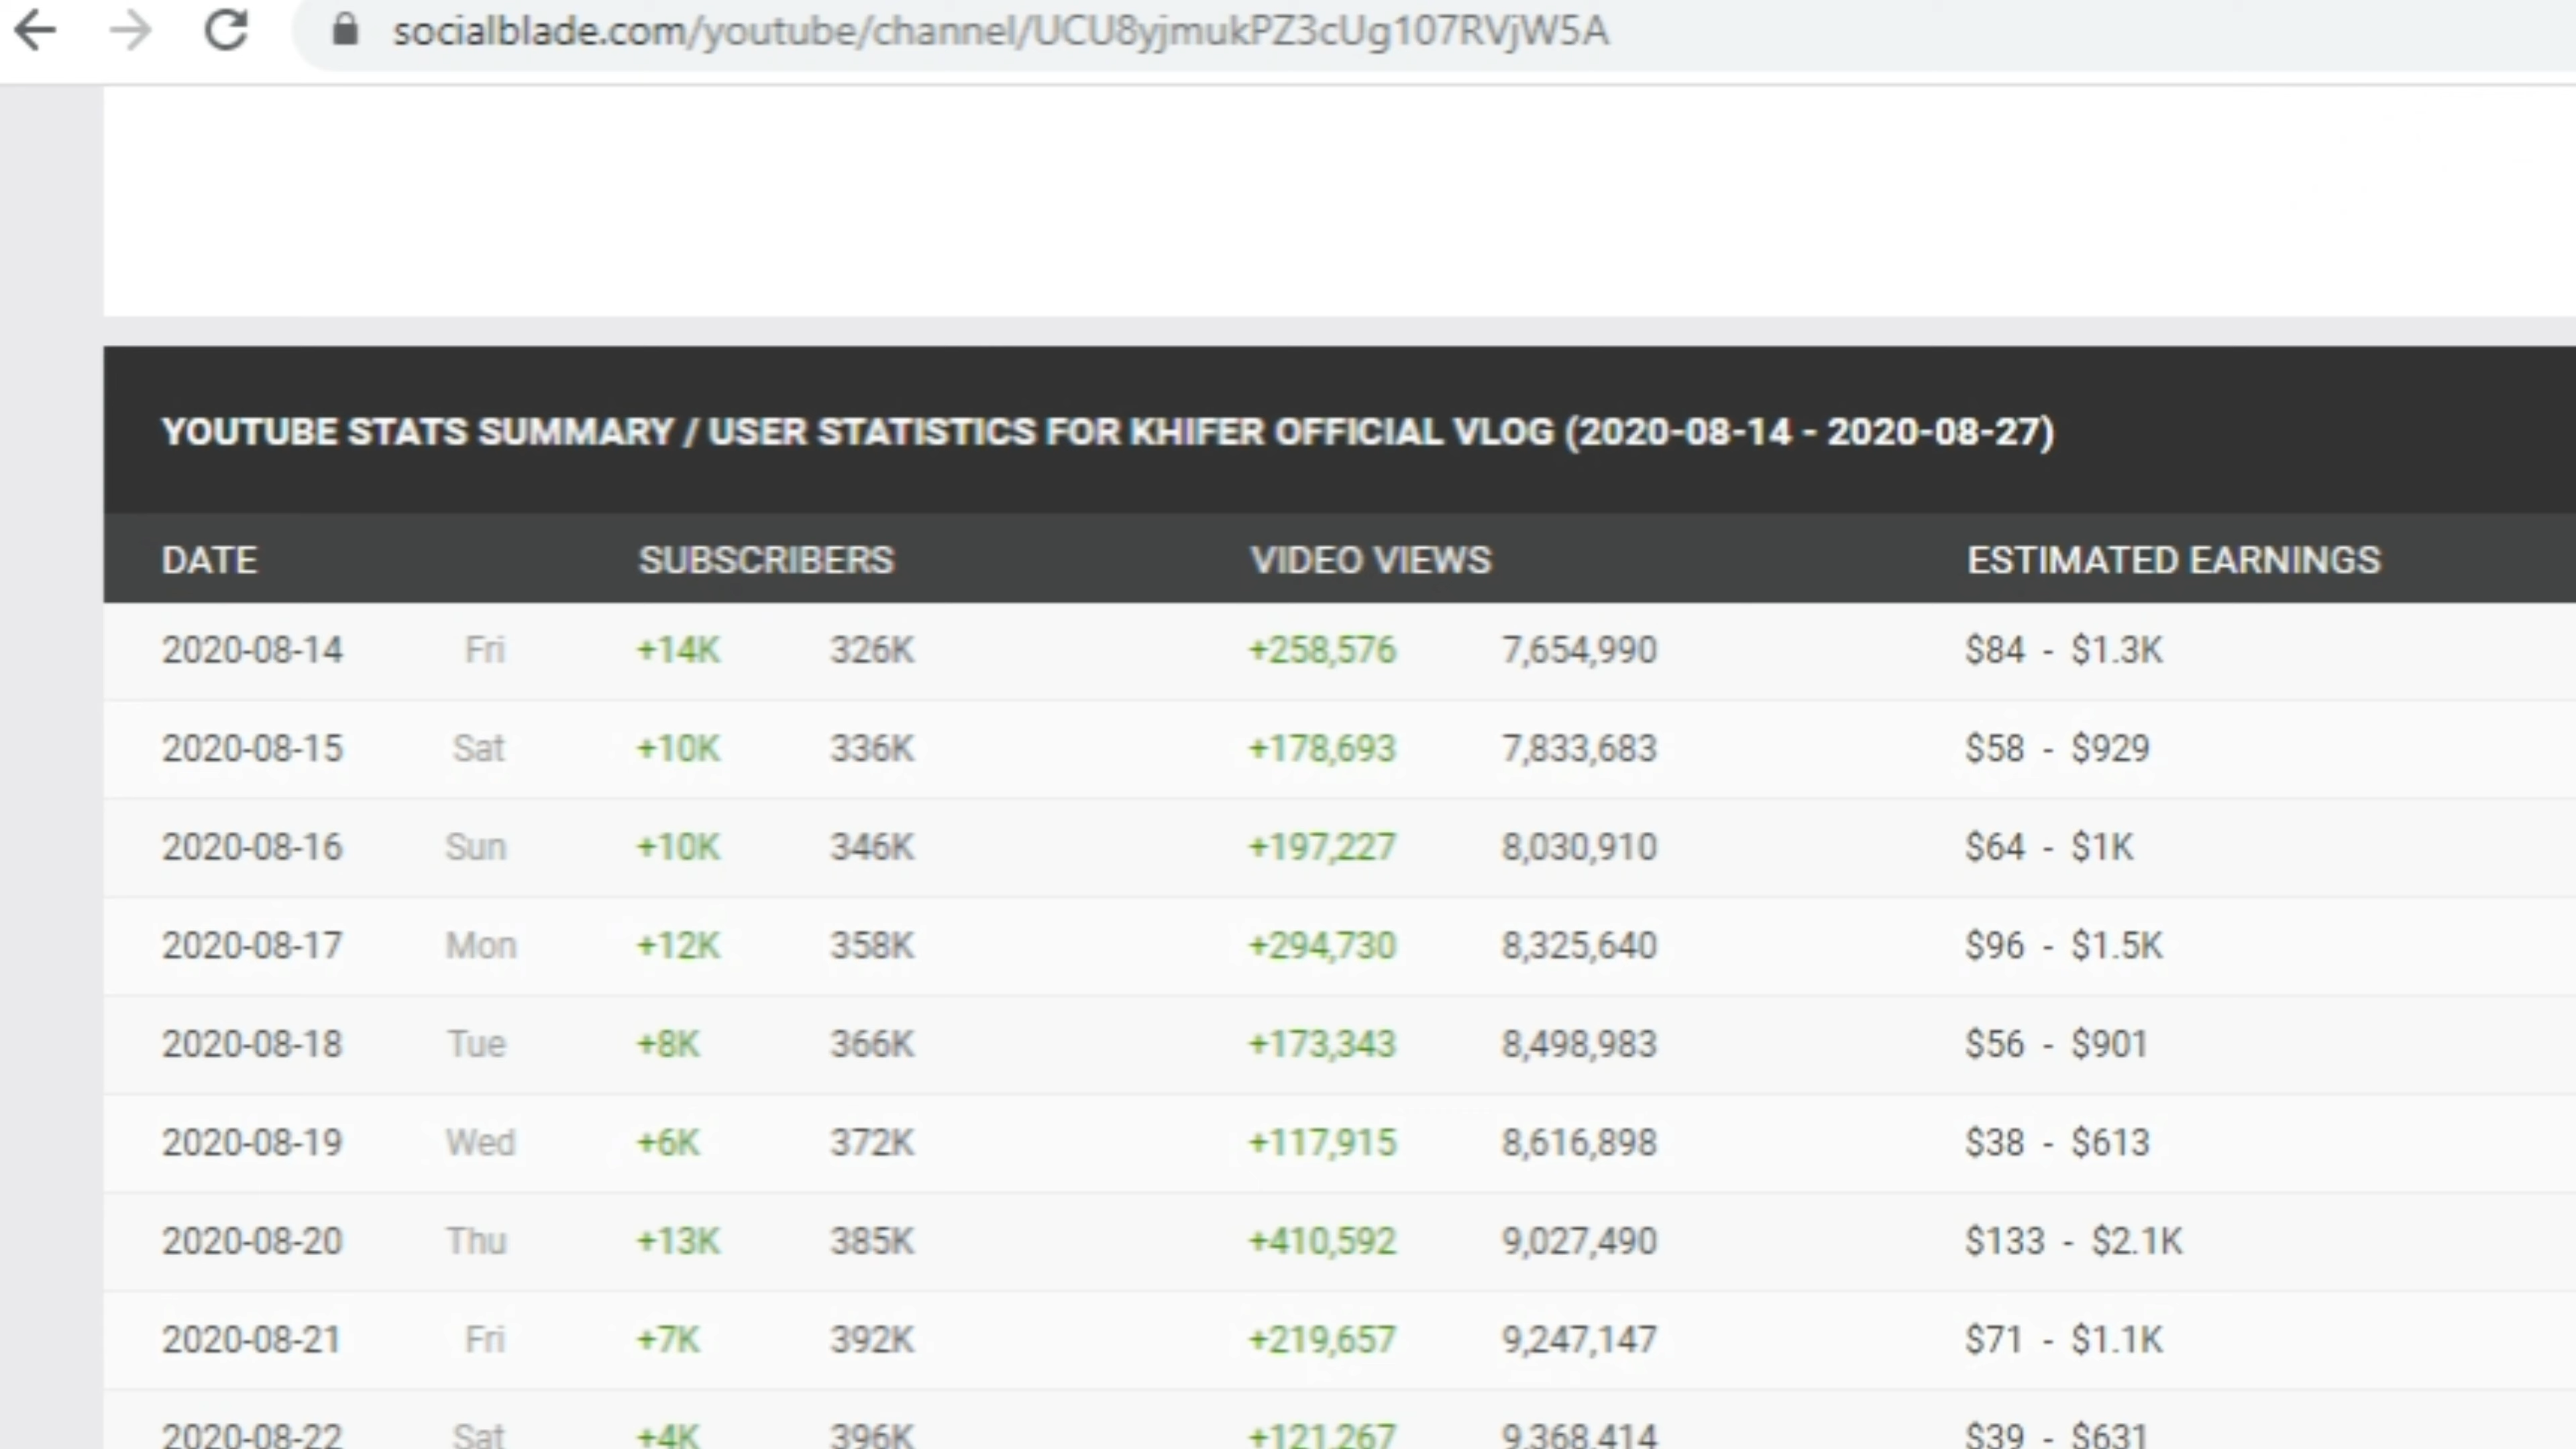 socialblade.com/youtube/channel/UCU8yjmukPZ3cUg107RVjW5A
YOUTUBE STATS SUMMARY / USER STATISTICS FOR KHIFER OFFICIAL VLOG (2020-08-14 - 2020-08-27)
DATE SUBSCRIBERS VIDEO VIEWS ESTIMATED EARNINGS
2020-08-14 Fri +14K 326K +258,576 7,654,990 $84 - $1.3K
2020-08-15 Sat +10K 336K +178,693 7,833,683 $58 - $929
2020-08-16 Sun +10K 346K +197,227 8,030,910 $64 - $1K
2020-08-17 Mon +12K 358K +294,730 8,325,640 $96 - $1.5K
2020-08-18 Tue +8K 366K +173,343 8,498,983 $56 - $901
2020-08-19 Wed +6K 372K +117,915 8,616,898 $38 - $613
2020-08-20 Thu +13K 385K +410,592 9,027,490 $133 - $2.1K
2020-08-21 Fri +7K 392K +219,657 9,247,147 $71 - $1.1K
2020-08-22 Sat +4K 396K +121,267 9,368,414 $39 - $631